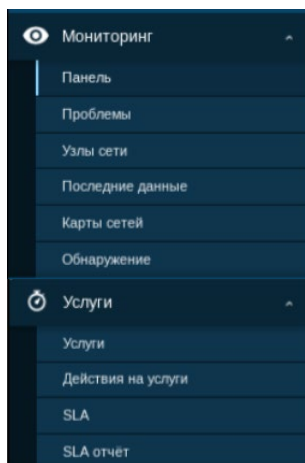 Мониторинг
Панель
Проблемы
Узлы сети
Последние данные
Карты сетей
Обнаружение
Услуги
Услуги
Действия на услуги
SLA
SLA отчёт